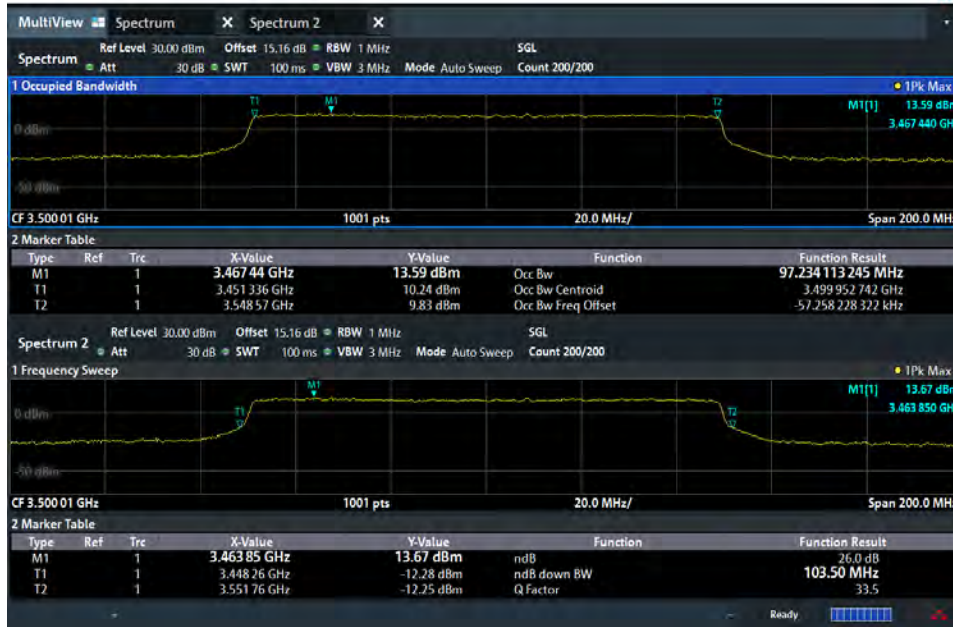 MultiView Spectrum X Spectrum 2 X
Ref Level 30.00 dBm Offset 15.16 dB RBW 1 MHz SGL
Spectrum Att 30 dB SWT 100 ms VBW 3 MHz Mode Auto Sweep Count 200/200
1 Occupied Bandwidth 1Pk Max
T1 M1 T2 M1[1] 13.59 dBm
3.467 440 GH
0 dBm
-50 dBm
CF 3.500 01 GHz 1001 pts 20.0 MHz/ Span 200.0 MH
2 Marker Table
Type Ref Trc X-Value Y-Value Function Function Result
M1 1 3.467 44 GHz 13.59 dBm Occ Bw 97.234 113 245 MHz
T1 1 3.451 336 GHz 10.24 dBm Occ Bw Centroid 3.499 952 742 GHz
T2 1 3.548 57 GHz 9.83 dBm Occ Bw Freq Offset -57.258 228 322 kHz
Ref Level 30.00 dBm Offset 15.16 dB RBW 1 MHz SGL
Spectrum 2 Att 30 dB SWT 100 ms VBW 3 MHz Mode Auto Sweep Count 200/200
1 Frequency Sweep 1Pk Max
M1 M1[1] 13.67 dBm
T1 T2 3.463 850 GH
0 dBm
-50 dBm
CF 3.500 01 GHz 1001 pts 20.0 MHz/ Span 200.0 MH
2 Marker Table
Type Ref Trc X-Value Y-Value Function Function Result
M1 1 3.463 85 GHz 13.67 dBm ndB 26.0 dB
T1 1 3.448 26 GHz -12.28 dBm ndB down BW 103.50 MHz
T2 1 3.551 76 GHz -12.25 dBm Q Factor 33.5
Ready